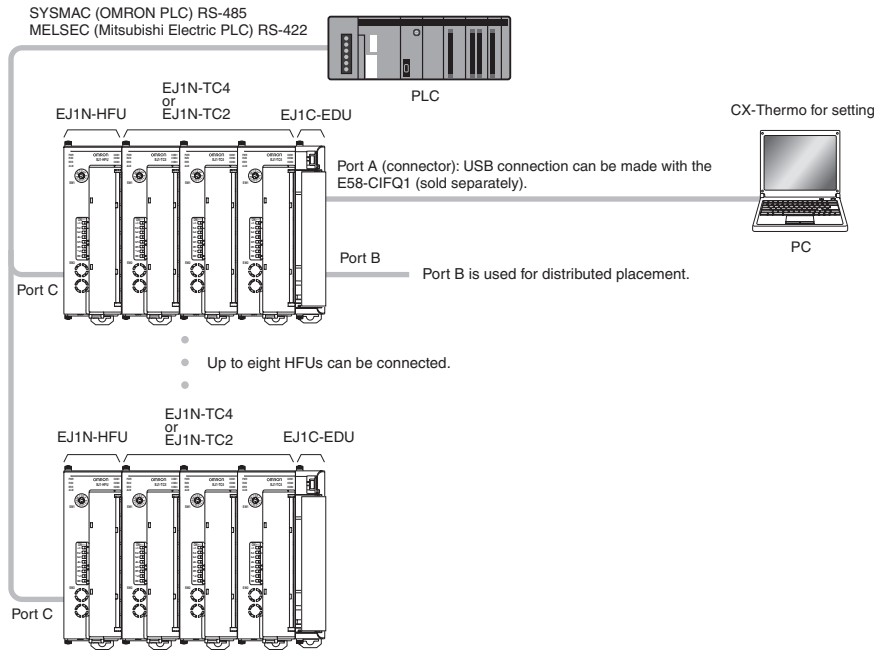 SYSMAC (OMRON PLC) RS-485
MELSEC (Mitsubishi Electric PLC) RS-422
PLC
EJ1N-HFU
EJ1N-TC4
or
EJ1N-TC2
EJ1C-EDU
CX-Thermo for setting
Port A (connector): USB connection can be made with the
E58-CIFQ1 (sold separately).
PC
Port B
Port B is used for distributed placement.
Port C
Up to eight HFUs can be connected.
EJ1N-HFU
EJ1N-TC4
or
EJ1N-TC2
EJ1C-EDU
Port C